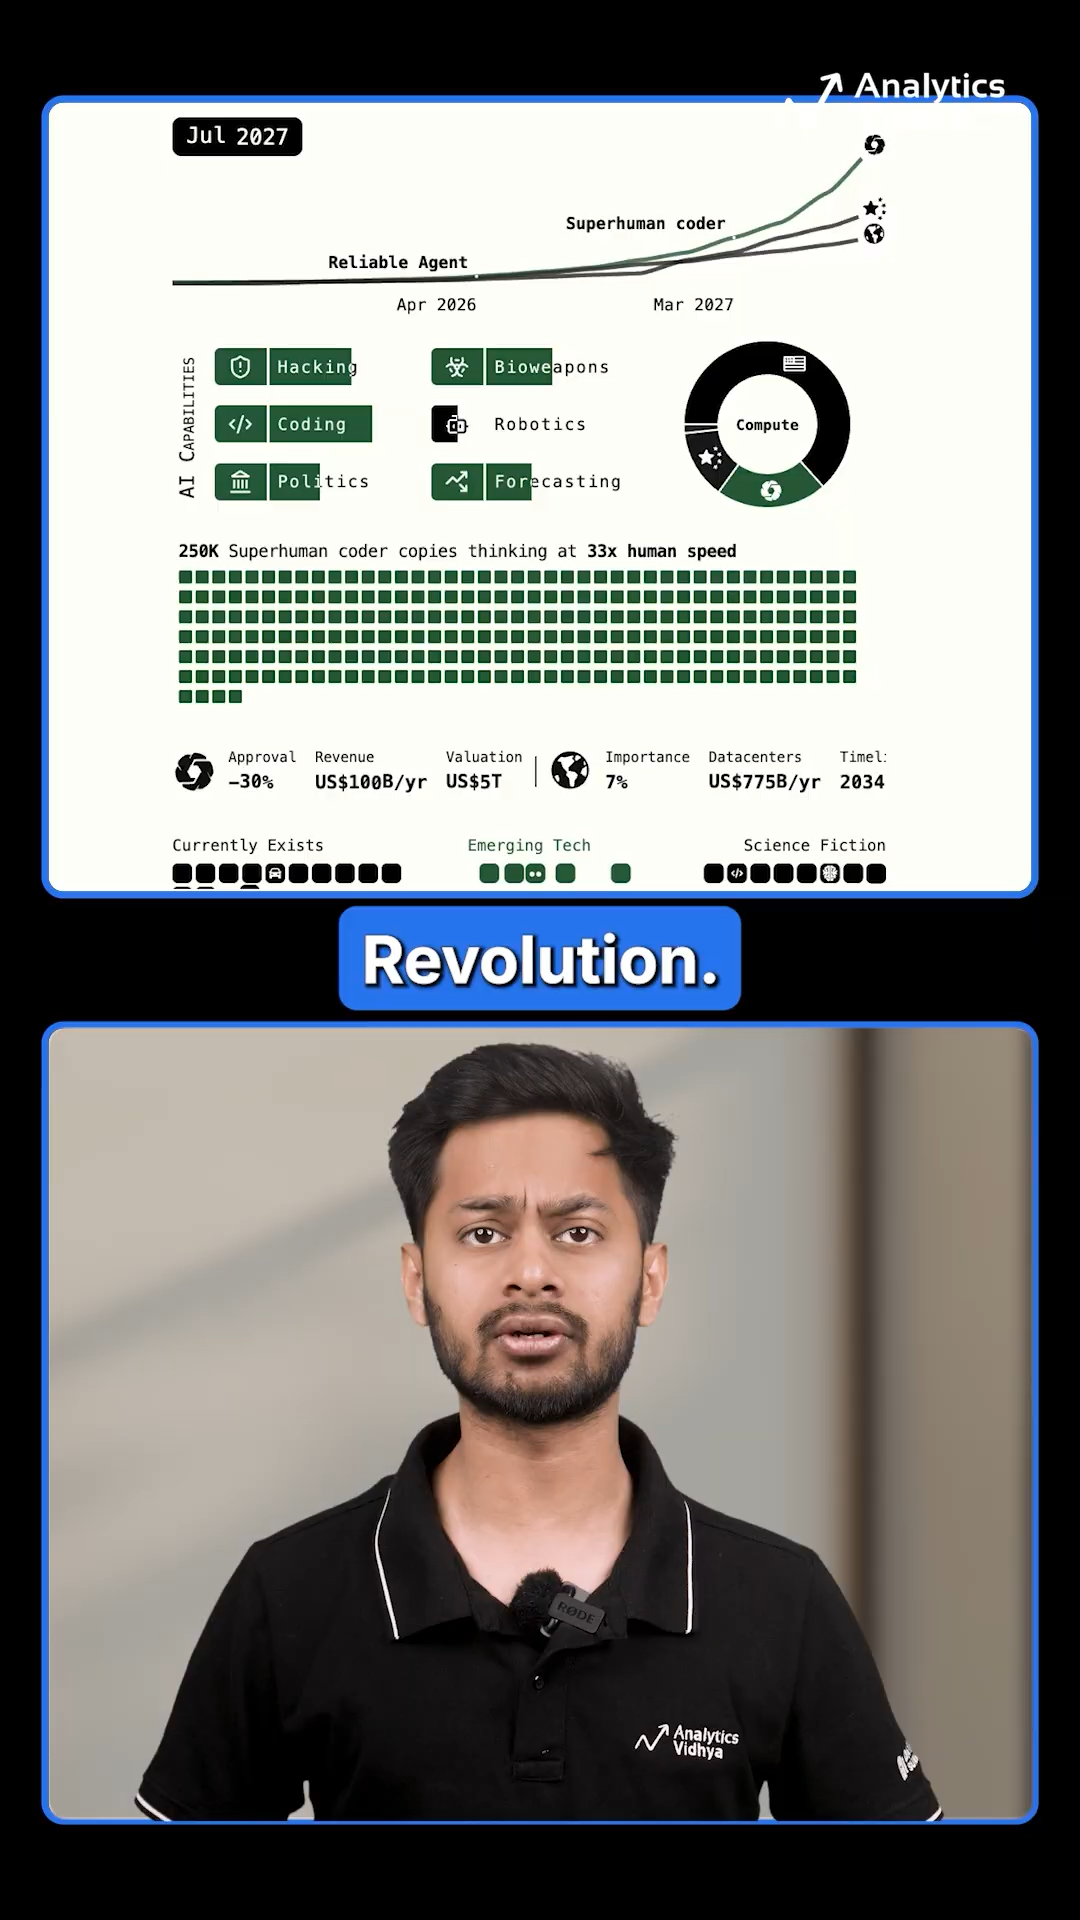 Analytics
Jul 2027
Superhuman coder
Reliable Agent
Apr 2026
Mar 2027
AI CAPABILITIES
Hacking
Bioweapons
Coding
Robotics
Politics
Forecasting
Compute
250K Superhuman coder copies thinking at 33x human speed
Approval
Revenue
Valuation
Importance
Datacenters
Timeli
-30%
US$100B/yr
US$5T
7%
US$775B/yr
2034
Currently Exists
Emerging Tech
Science Fiction
Revolution.
RØDE
Analytics
Vidhya